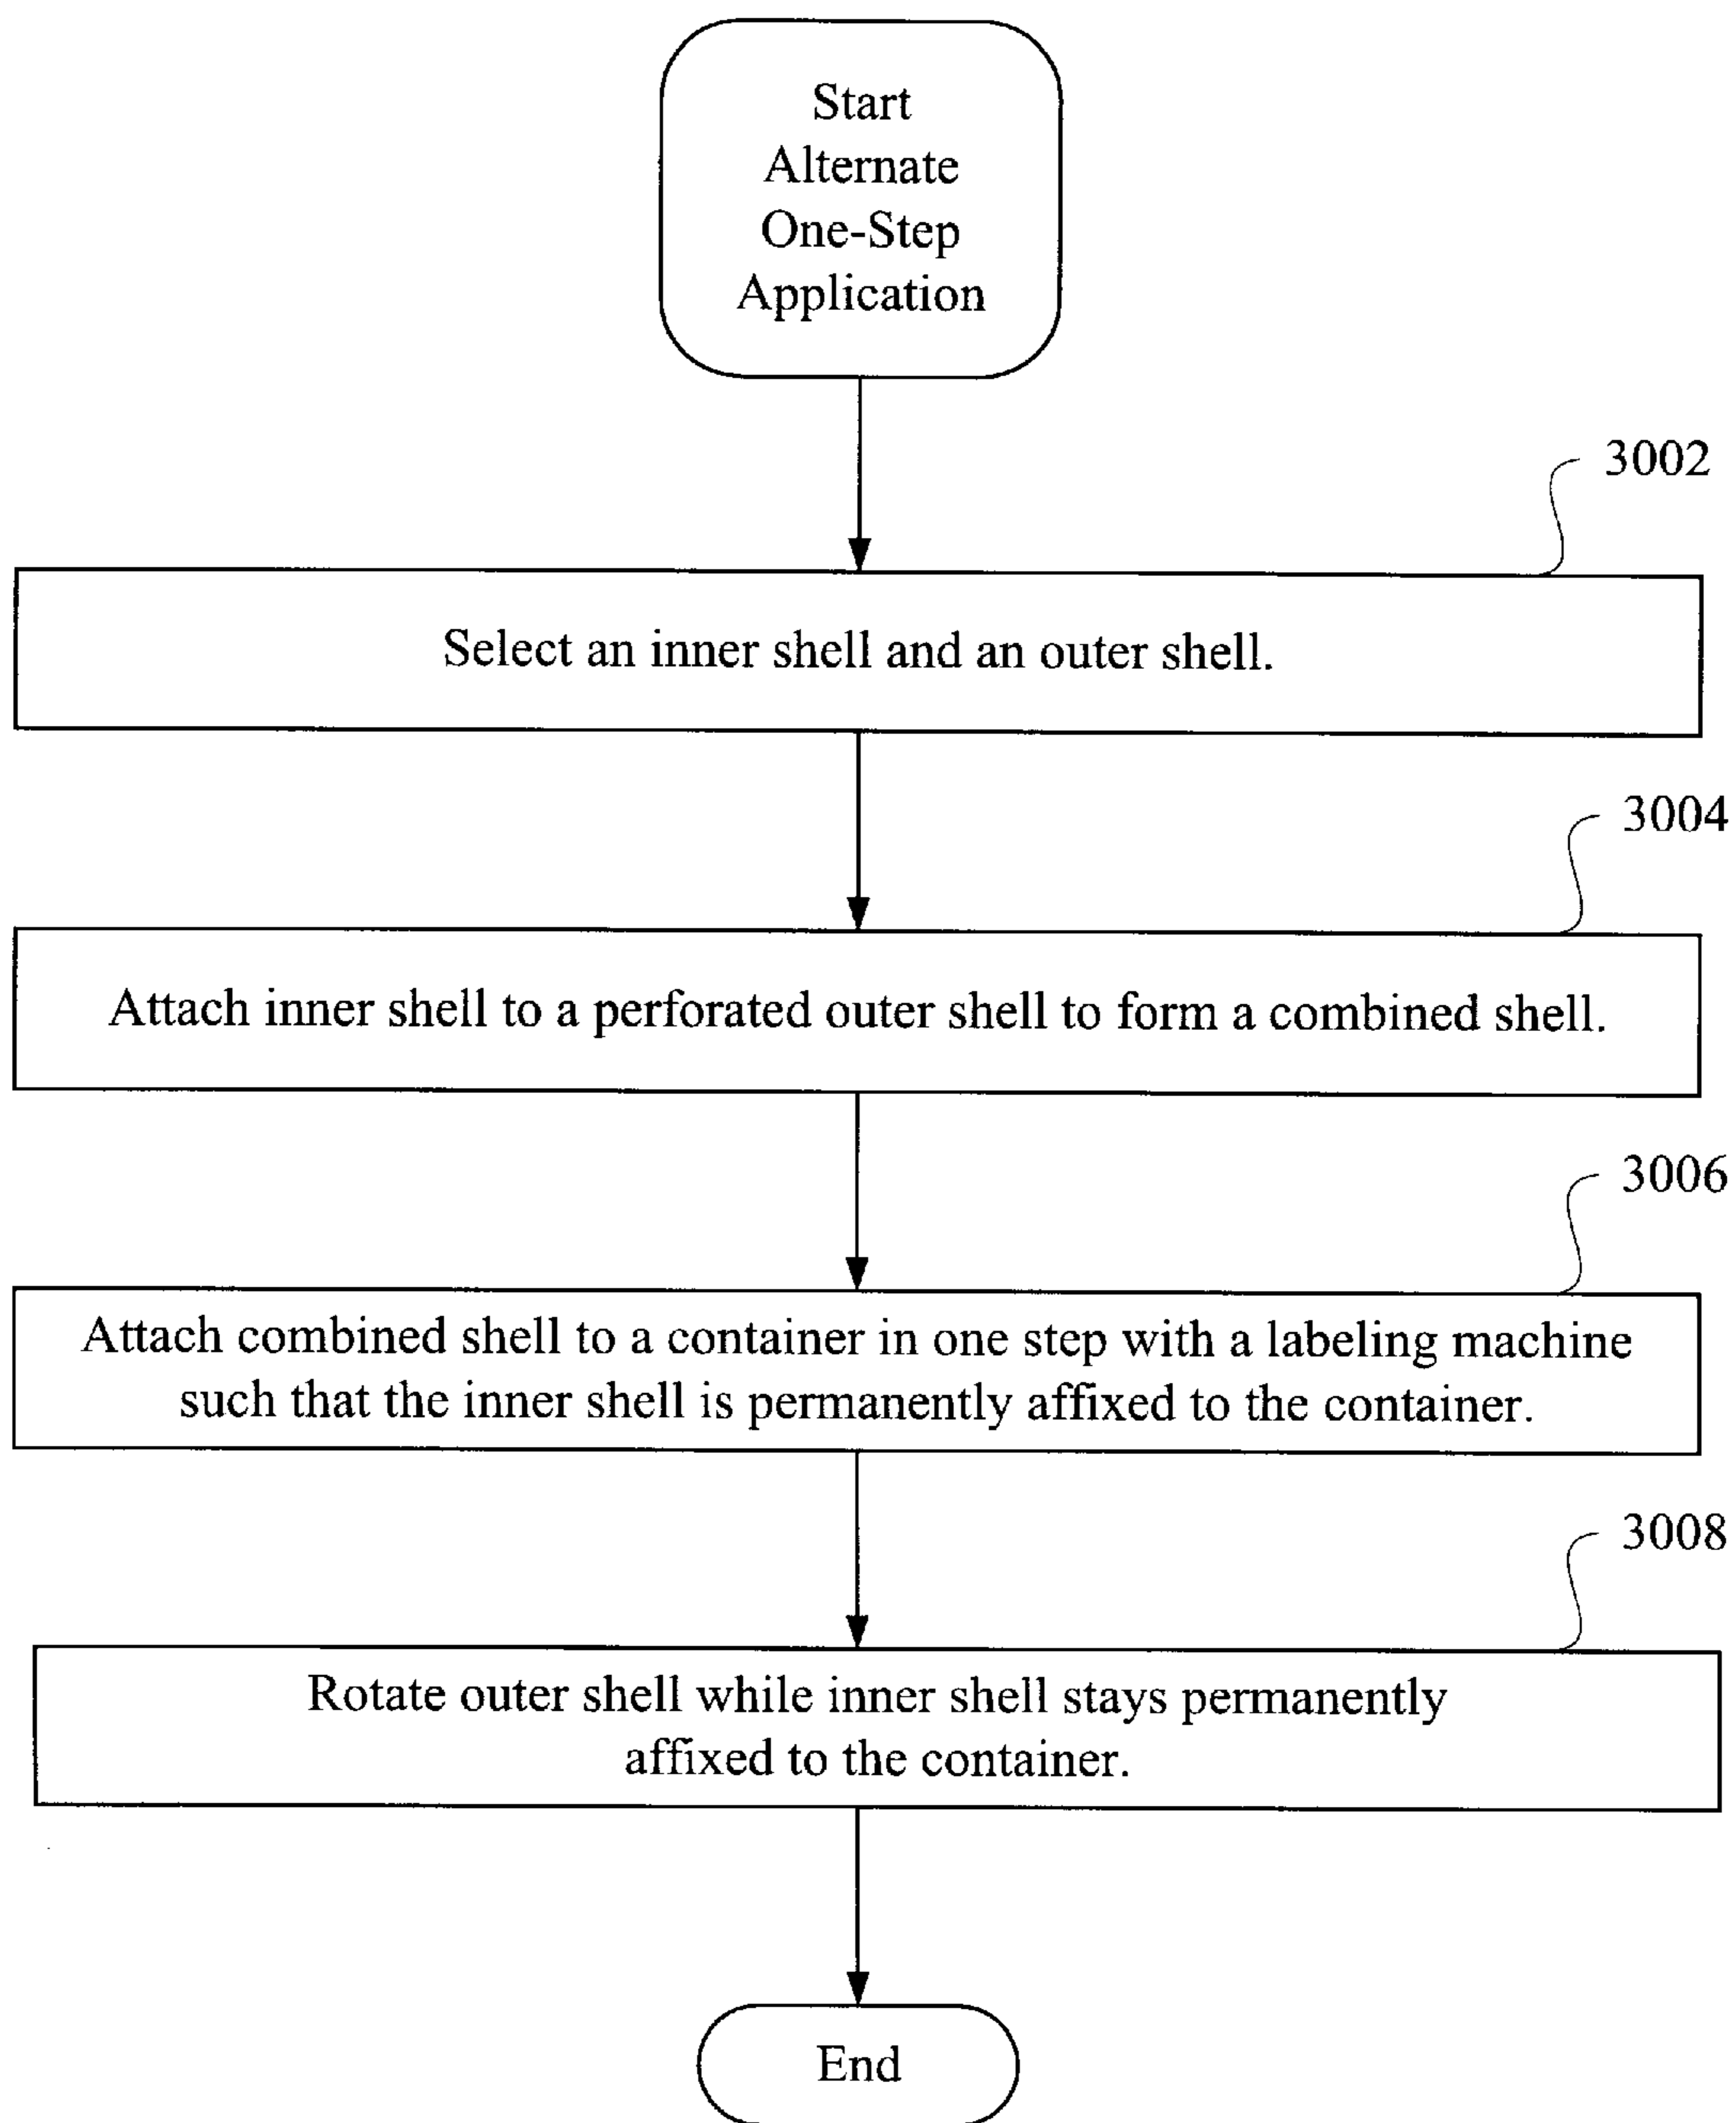 Start
Alternate
One-Step
Application
3002
Select an inner shell and an outer shell.
3004
Attach inner shell to a perforated outer shell to form a combined shell.
3006
Attach combined shell to a container in one step with a labeling machine
such that the inner shell is permanently affixed to the container.
3008
Rotate outer shell while inner shell stays permanently
affixed to the container.
End